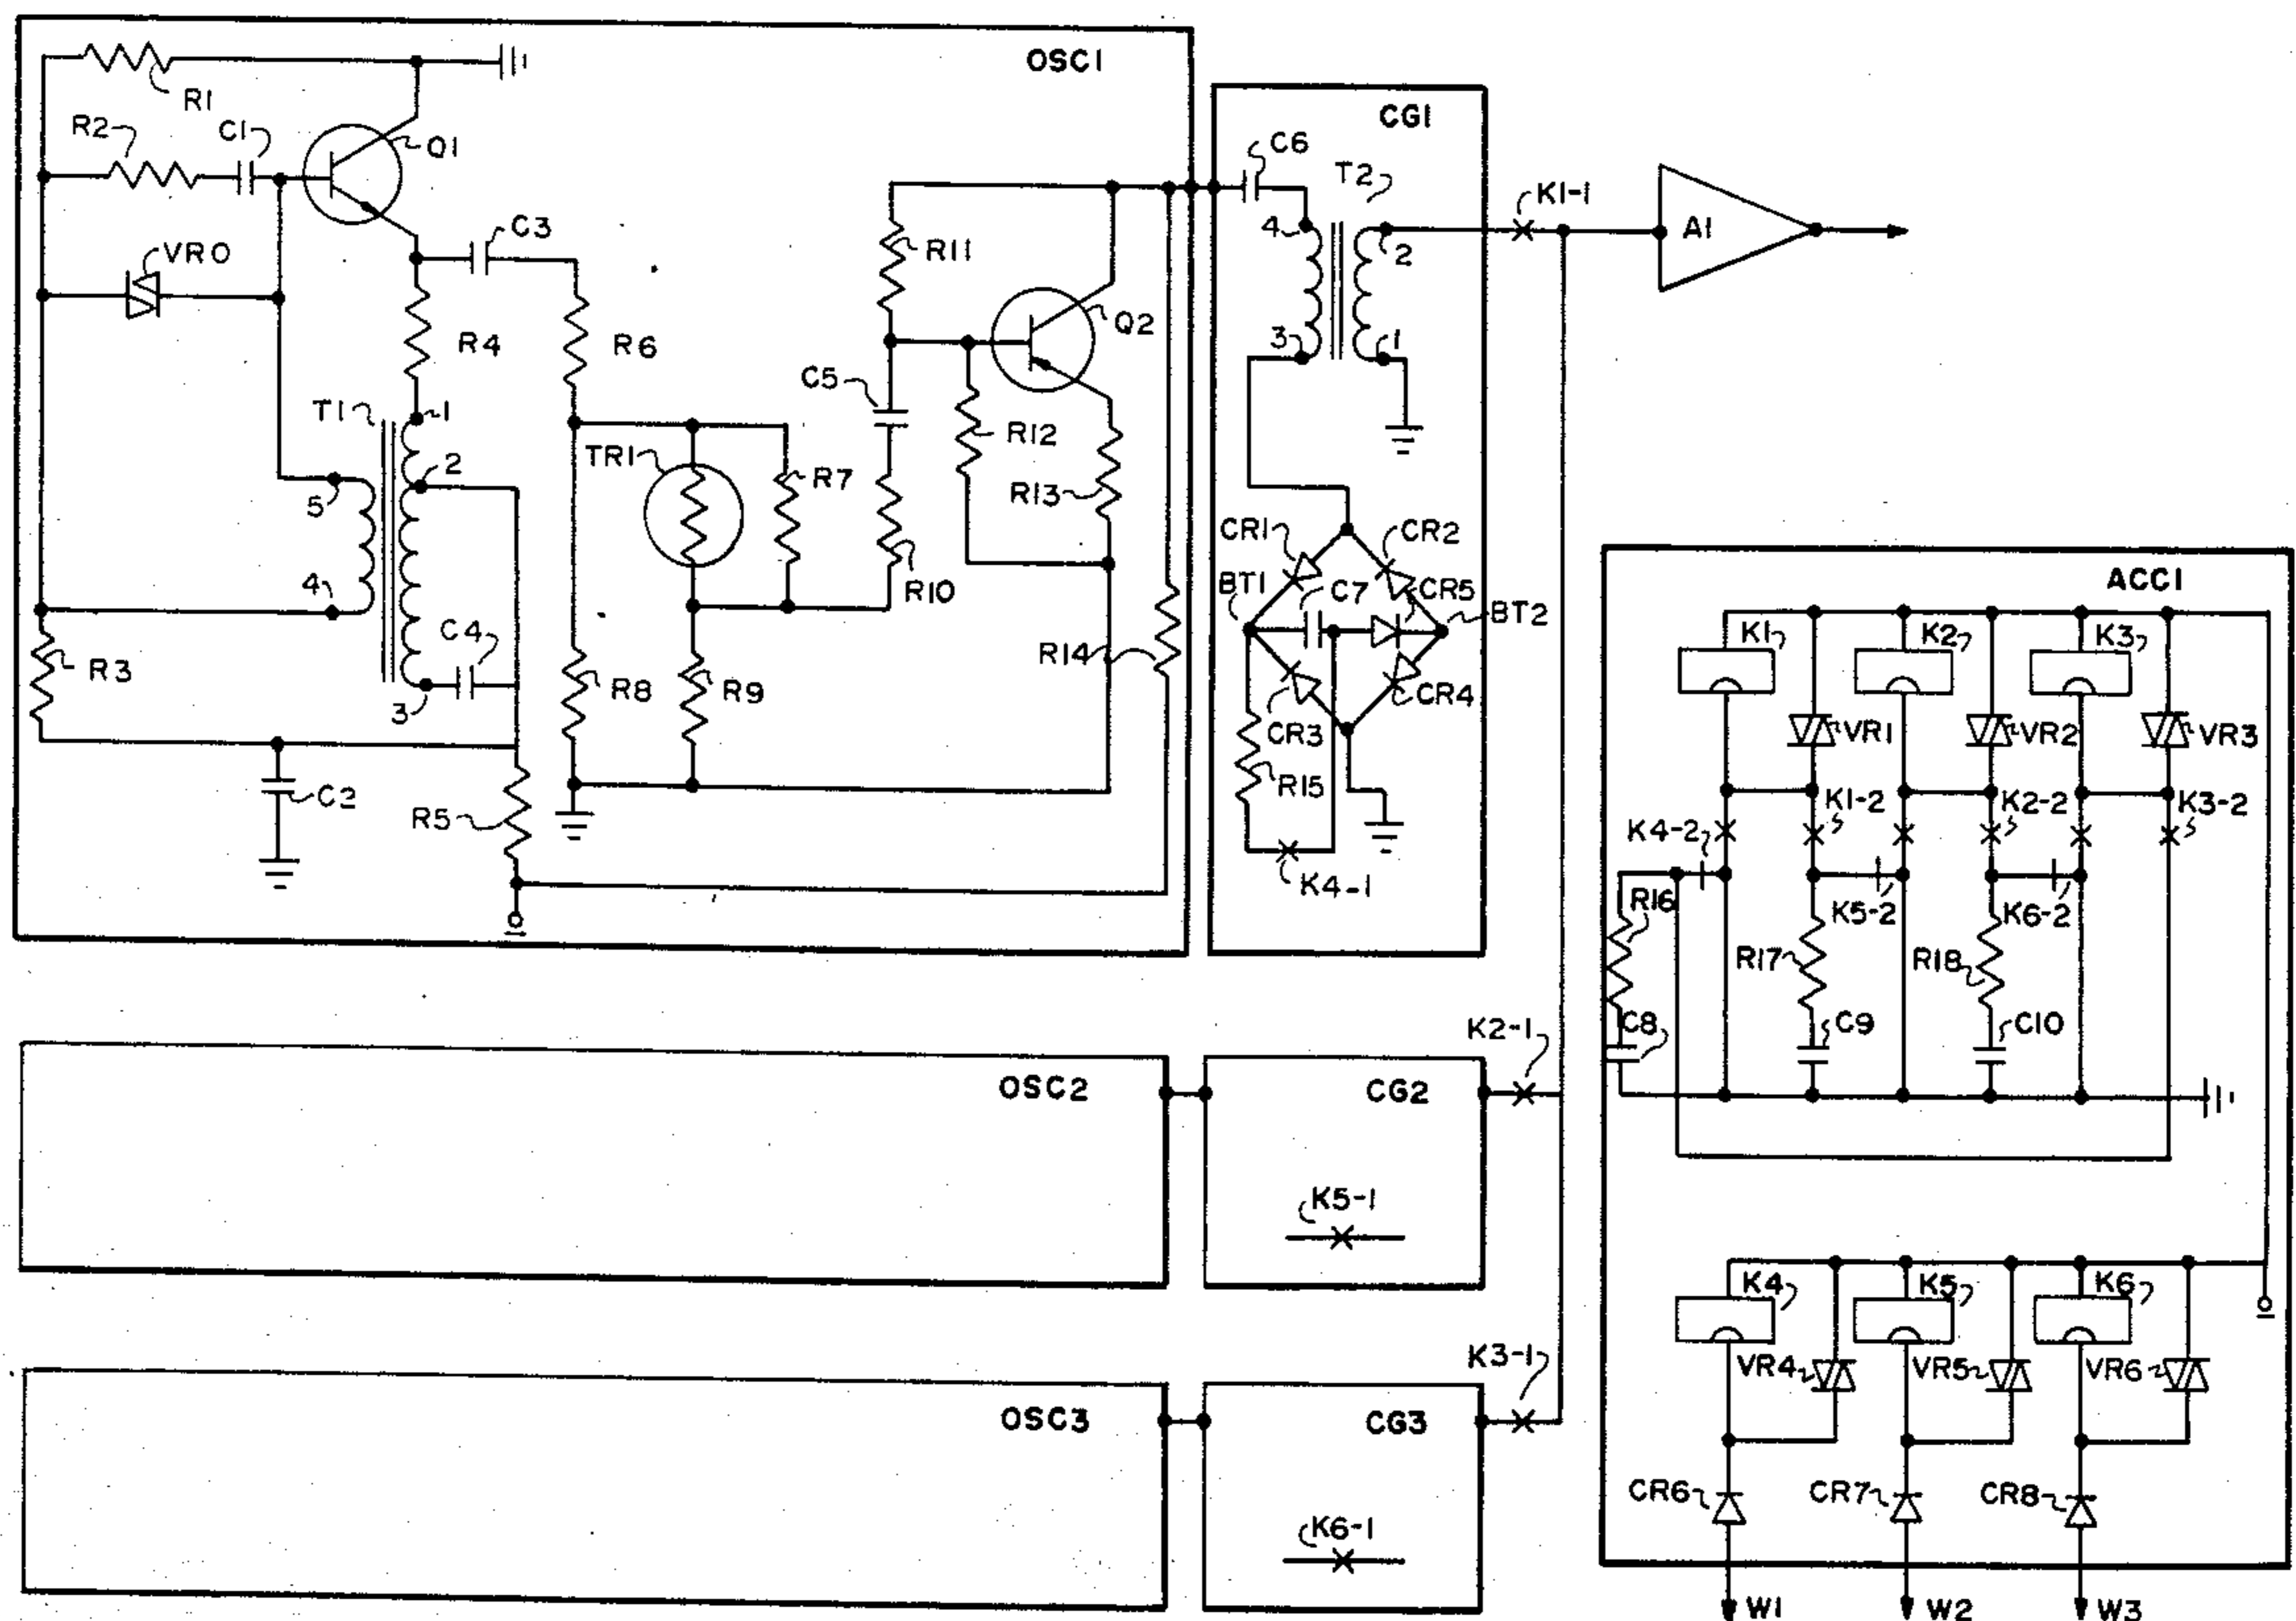 OSC1
R1
R2
C1
Q1
VR0
C3
R4
R6
T1
1
2
5
4
3
C4
R3
C2
R5
TR1
R7
R8
R9
C5
R10
R11
R12
Q2
R13
R14
CG1
C6
T2
4
2
3
1
CR1
CR2
BT1
C7
CR5
BT2
CR3
CR4
R15
K4-1
K1-1
A1
ACC1
K1
K2
K3
VR1
VR2
VR3
K4-2
K1-2
K2-2
K3-2
R16
K5-2
K6-2
R17
R18
C8
C9
C10
OSC2
CG2
K2-1
K5-1
OSC3
CG3
K3-1
K6-1
K4
K5
K6
VR4
VR5
VR6
CR6
CR7
CR8
W1
W2
W3